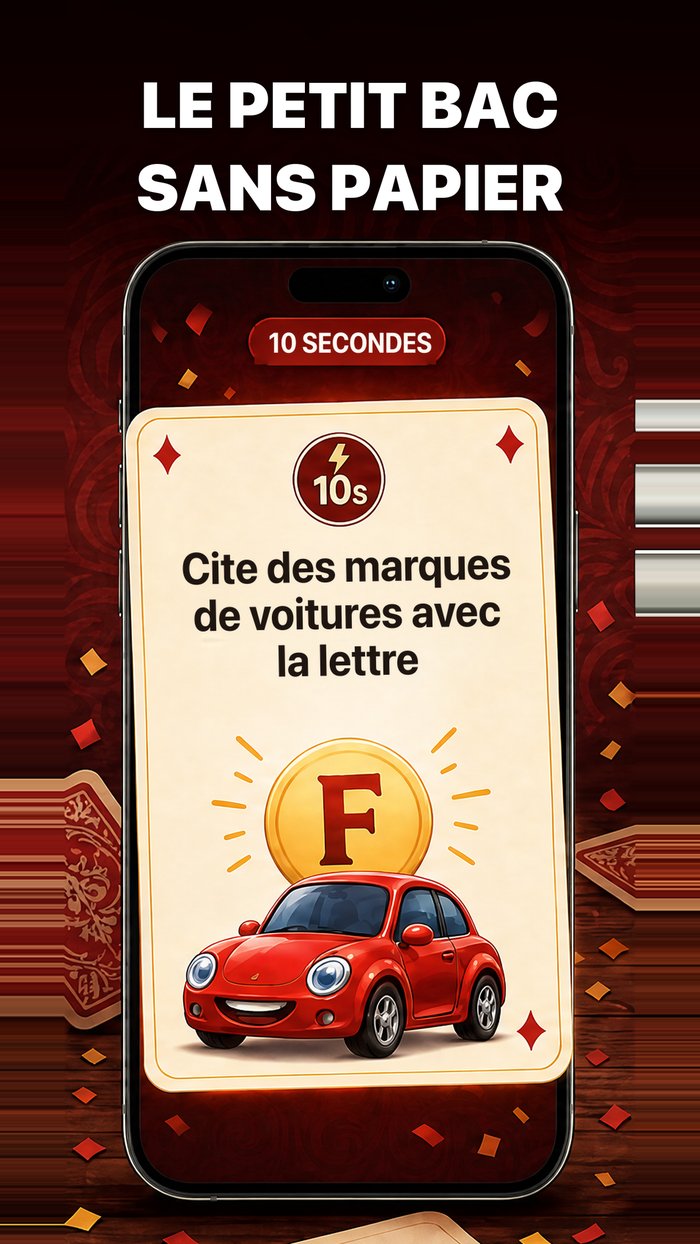 LE PETIT BAC
SANS PAPIER
10 SECONDES
10s
Cite des marques
de voitures avec
la lettre
F